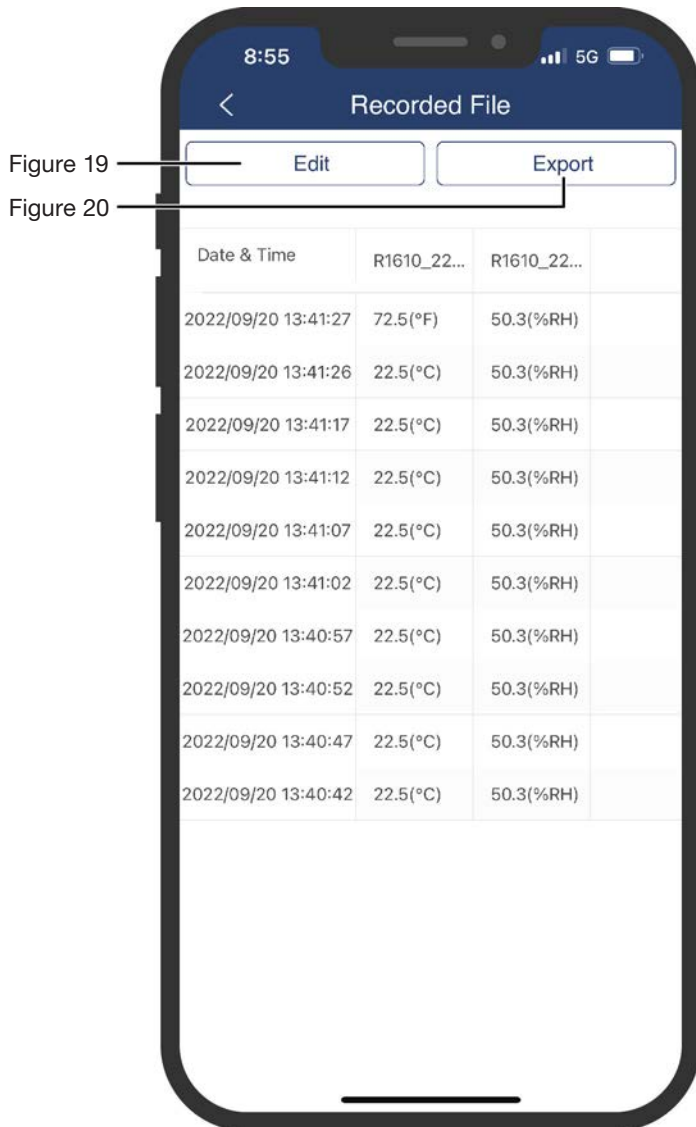 8:55 5G
Recorded File
Figure 19 Edit Export
Figure 20
Date & Time R1610_22... R1610_22...
2022/09/20 13:41:27 72.5(°F) 50.3(%RH)
2022/09/20 13:41:26 22.5(°C) 50.3(%RH)
2022/09/20 13:41:17 22.5(°C) 50.3(%RH)
2022/09/20 13:41:12 22.5(°C) 50.3(%RH)
2022/09/20 13:41:07 22.5(°C) 50.3(%RH)
2022/09/20 13:41:02 22.5(°C) 50.3(%RH)
2022/09/20 13:40:57 22.5(°C) 50.3(%RH)
2022/09/20 13:40:52 22.5(°C) 50.3(%RH)
2022/09/20 13:40:47 22.5(°C) 50.3(%RH)
2022/09/20 13:40:42 22.5(°C) 50.3(%RH)